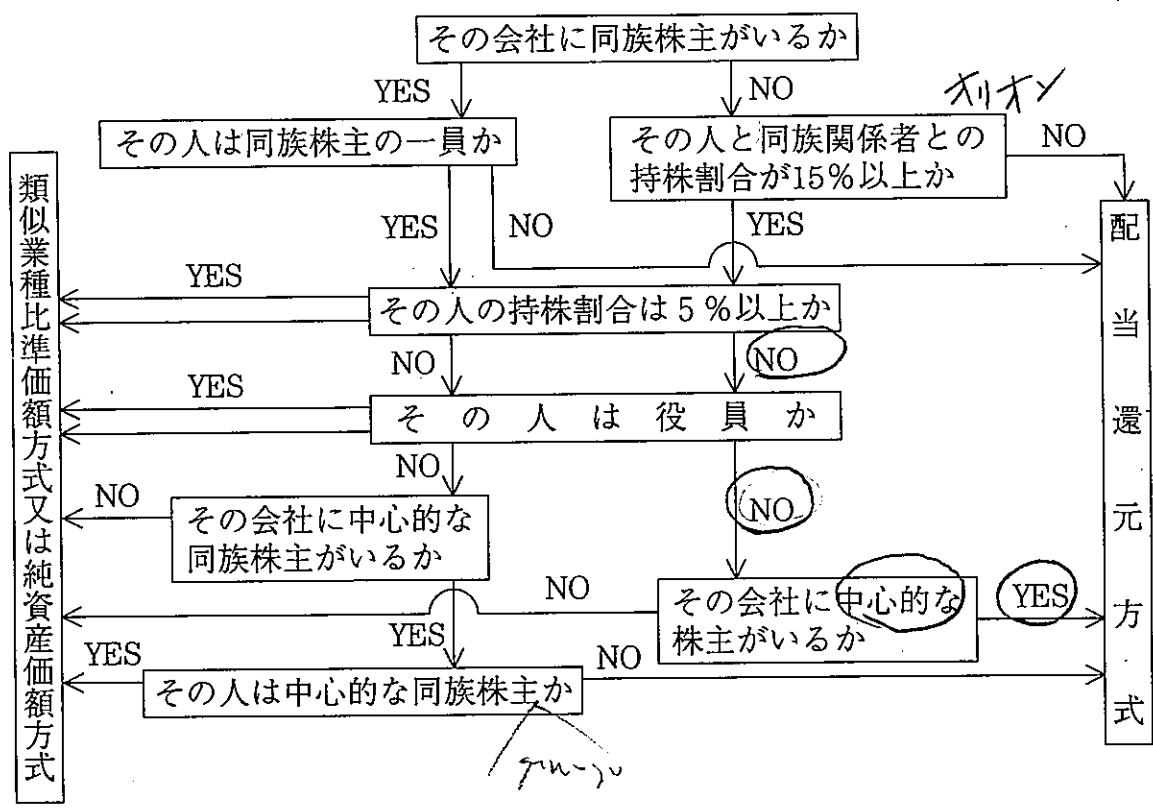 その会社に同族株主がいるか
YES
NO
オリオン
その人は同族株主の一員か
その人と同族関係者との
持株割合が15%以上か
NO
YES
NO
YES
YES
その人の持株割合は5%以上か
NO
NO
YES
その人は役員か
NO
NO
NO
その会社に中心的な
同族株主がいるか
NO
その会社に中心的な
株主がいるか
YES
YES
YES
NO
その人は中心的な同族株主か
類似業種比準価額方式又は純資産価額方式
配当還元方式